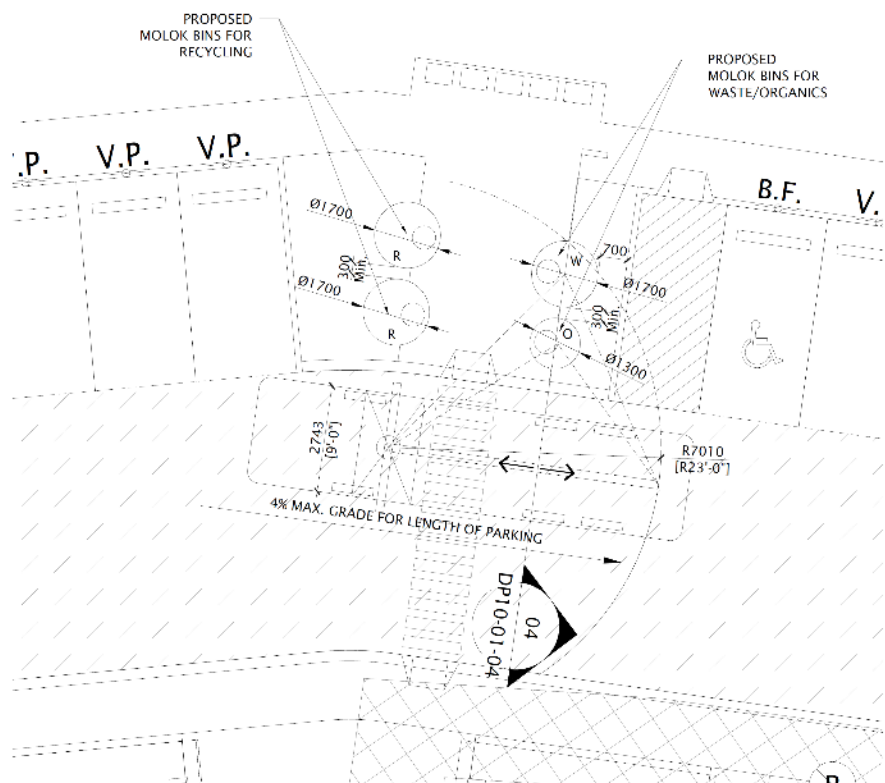 PROPOSED
MOLOK BINS FOR
RECYCLING
PROPOSED
MOLOK BINS FOR
WASTE/ORGANICS
.P.
V.P.
V.P.
B.F.
V.
Ø1700
R
300
Min.
Ø1700
R
W
700
Ø1700
300
Min.
O
Ø1300
2743
[9'-0"]
R7010
[R23'-0"]
4% MAX. GRADE FOR LENGTH OF PARKING
04
DP10-01-04